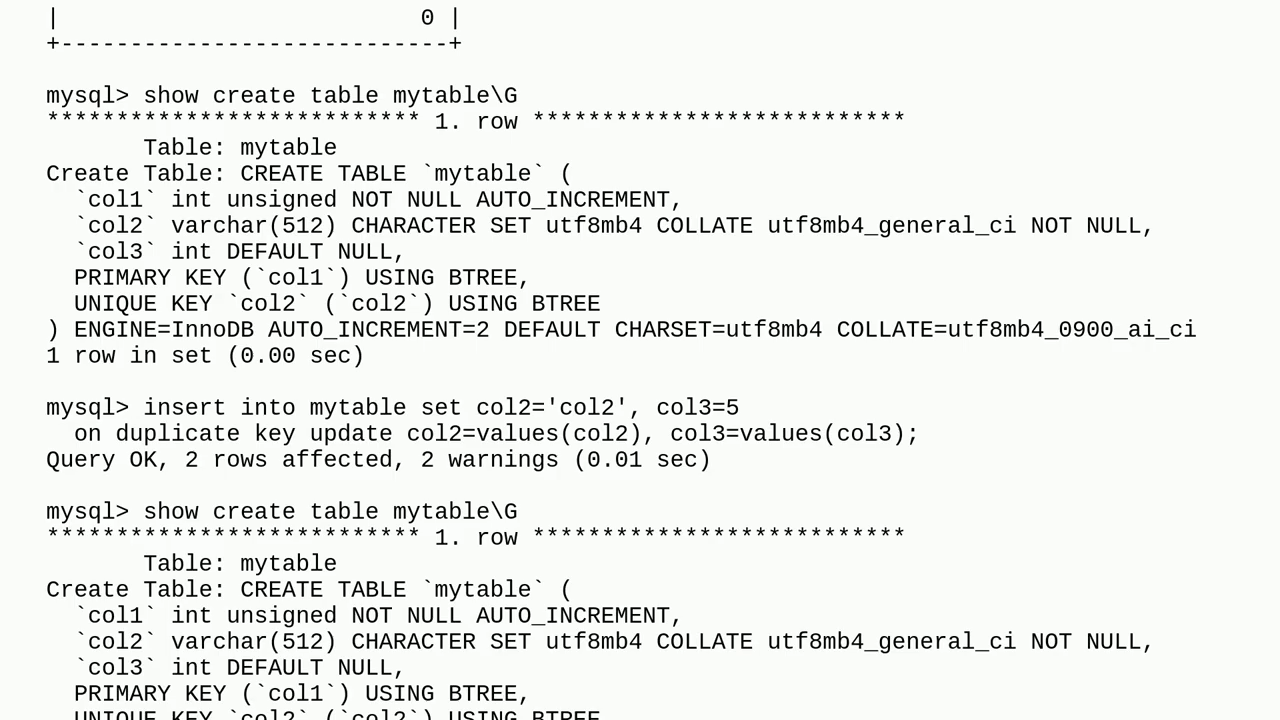 | 0 |
+----------------------------+
mysql> show create table mytable\G
*************************** 1. row ***************************
Table: mytable
Create Table: CREATE TABLE `mytable` (
`col1` int unsigned NOT NULL AUTO_INCREMENT,
`col2` varchar(512) CHARACTER SET utf8mb4 COLLATE utf8mb4_general_ci NOT NULL,
`col3` int DEFAULT NULL,
PRIMARY KEY (`col1`) USING BTREE,
UNIQUE KEY `col2` (`col2`) USING BTREE
) ENGINE=InnoDB AUTO_INCREMENT=2 DEFAULT CHARSET=utf8mb4 COLLATE=utf8mb4_0900_ai_ci
1 row in set (0.00 sec)
mysql> insert into mytable set col2='col2', col3=5
on duplicate key update col2=values(col2), col3=values(col3);
Query OK, 2 rows affected, 2 warnings (0.01 sec)
mysql> show create table mytable\G
*************************** 1. row ***************************
Table: mytable
Create Table: CREATE TABLE `mytable` (
`col1` int unsigned NOT NULL AUTO_INCREMENT,
`col2` varchar(512) CHARACTER SET utf8mb4 COLLATE utf8mb4_general_ci NOT NULL,
`col3` int DEFAULT NULL,
PRIMARY KEY (`col1`) USING BTREE,
UNIQUE KEY `col2` (`col2`) USING BTREE